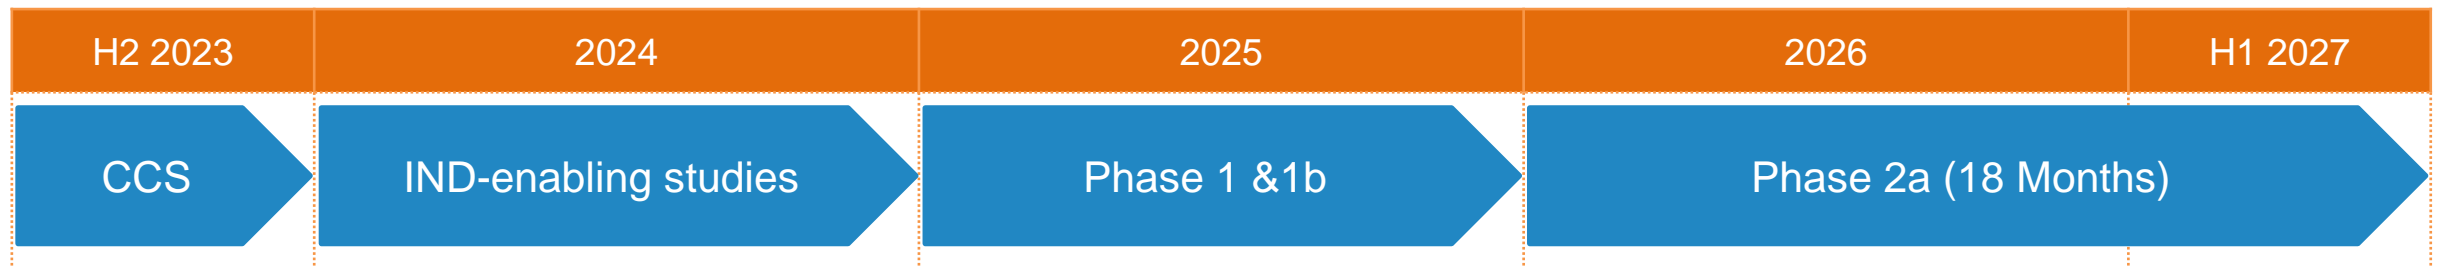 H2 2023 2024 2025 2026 H1 2027
CCS IND-enabling studies Phase 1 &1b Phase 2a (18 Months)